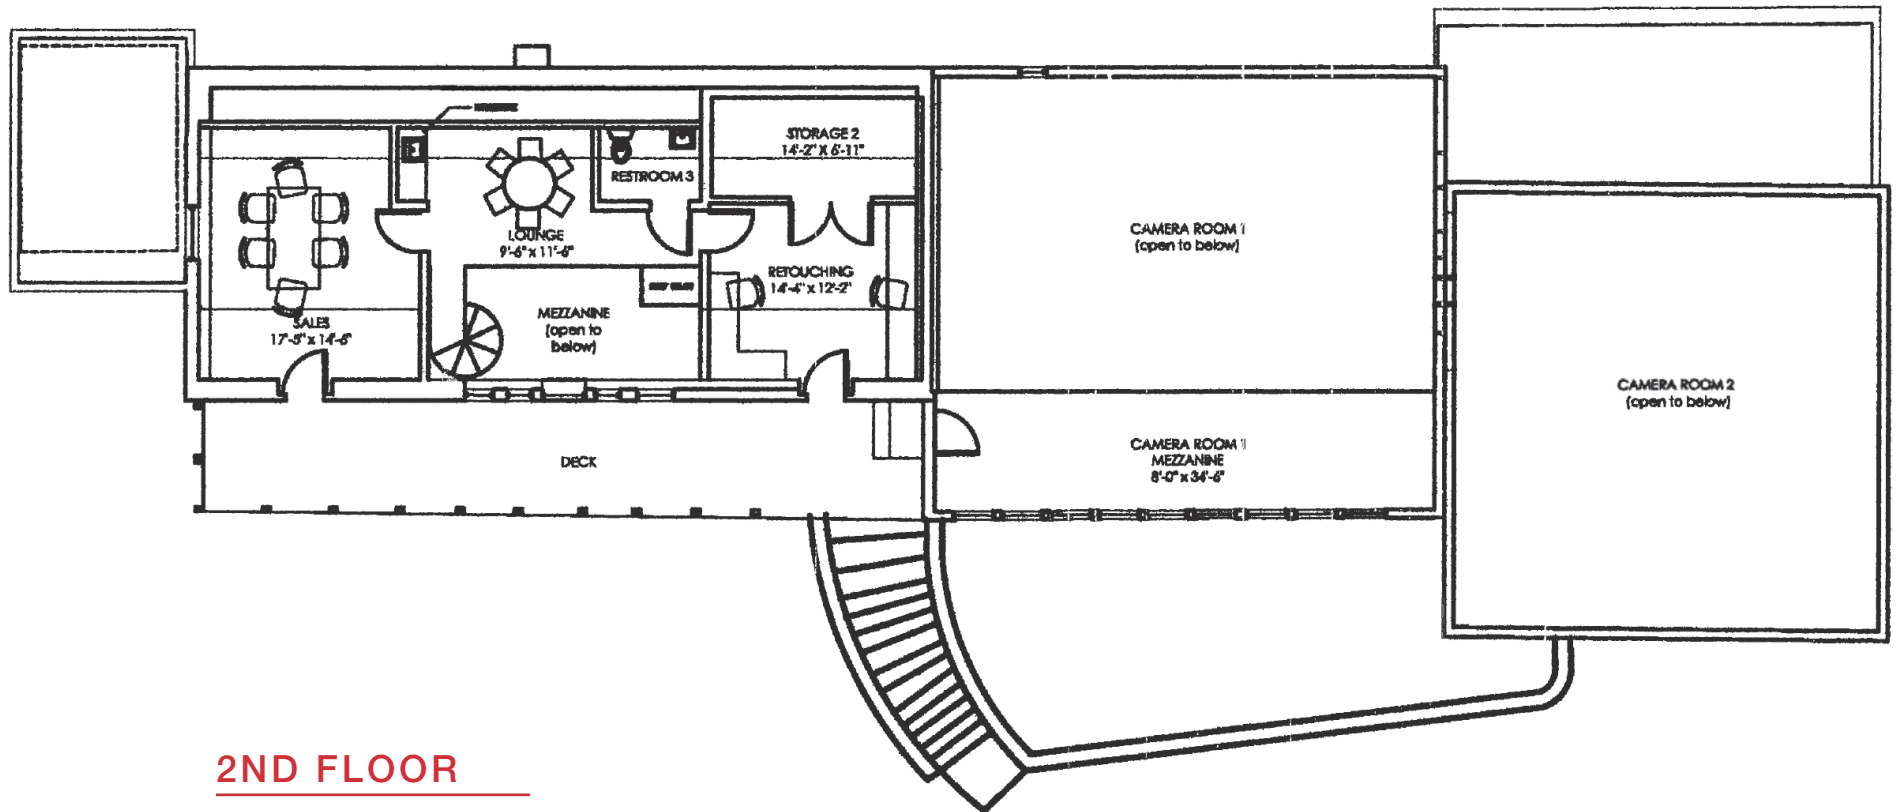 STORAGE 2
14'-2" X 6'-11"
RESTROOM 3
LOUNGE
9'-6" x 11'-6"
CAMERA ROOM 1
(open to below)
RETOUCHING
14'-4" x 12'-2"
MEZZANINE
(open to
below)
SALES
17'-5" x 14'-6"
CAMERA ROOM 2
(open to below)
CAMERA ROOM 1
MEZZANINE
8'-0" x 34'-6"
DECK
2ND FLOOR